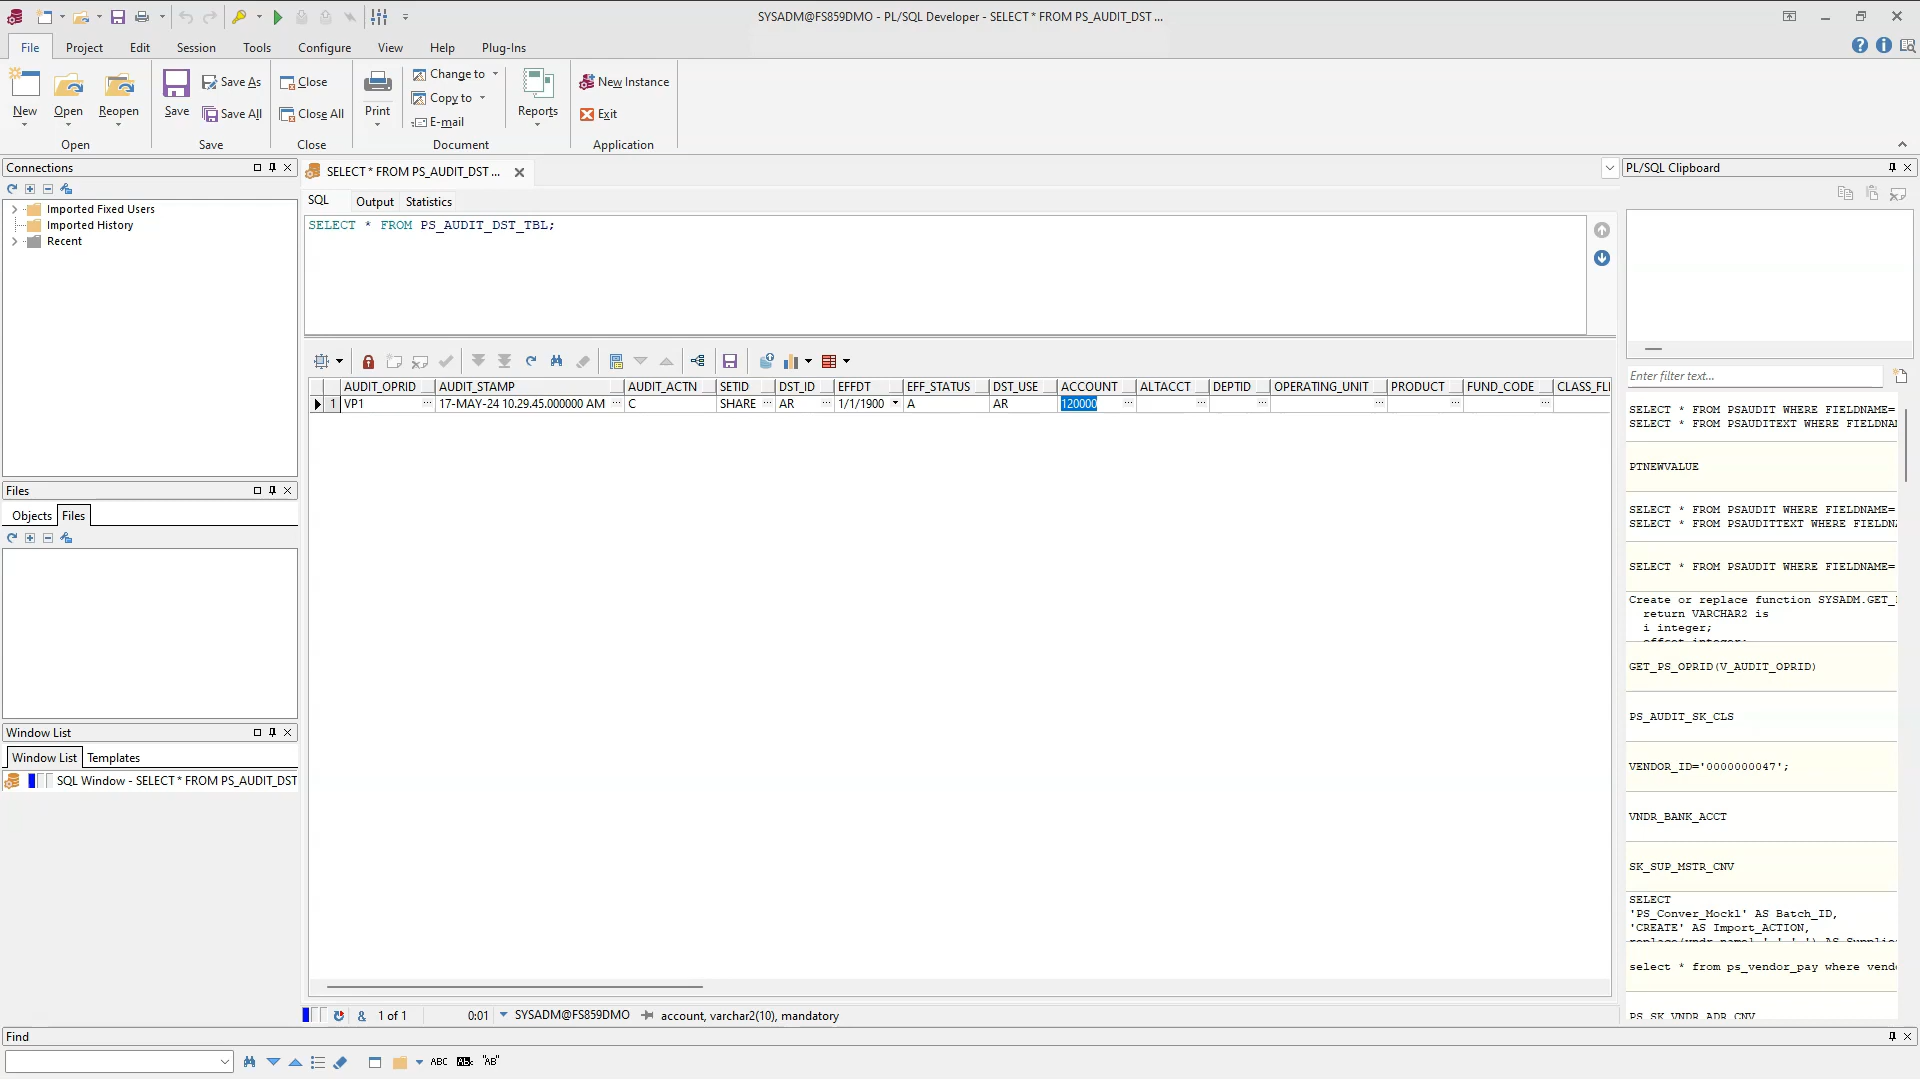 SYSADM@FS859DMO - PL/SQL Developer - SELECT * FROM PS_AUDIT_DST ...
File Project Edit Session Tools Configure View Help Plug-Ins
New Open Reopen Save Save As Save All Close Close All Print Change to Copy to E-mail Reports New Instance Exit
Open Save Close Document Application
Connections
Imported Fixed Users
Imported History
Recent
Files
Objects Files
Window List
Window List Templates
SQL Window - SELECT * FROM PS_AUDIT_DST
SELECT * FROM PS_AUDIT_DST ...
SQL Output Statistics
SELECT * FROM PS_AUDIT_DST_TBL;
AUDIT_OPRID AUDIT_STAMP AUDIT_ACTN SETID DST_ID EFFDT EFF_STATUS DST_USE ACCOUNT ALTACCT DEPTID OPERATING_UNIT PRODUCT FUND_CODE CLASS_FLI
1 VP1 ... 17-MAY-24 10.29.45.000000 AM ... C SHARE ... AR ... 1/1/1900 A AR 120000 ... ... ... ... ... ...
1 of 1 0:01 SYSADM@FS859DMO account, varchar2(10), mandatory
PL/SQL Clipboard
Enter filter text...
SELECT * FROM PSAUDIT WHERE FIELDNAME=
SELECT * FROM PSAUDITEXT WHERE FIELDNA
PTNEWVALUE
SELECT * FROM PSAUDIT WHERE FIELDNAME=
SELECT * FROM PSAUDITTEXT WHERE FIELDN
SELECT * FROM PSAUDIT WHERE FIELDNAME=
Create or replace function SYSADM.GET_
return VARCHAR2 is
i integer;
offset integer;
GET_PS_OPRID(V_AUDIT_OPRID)
PS_AUDIT_SK_CLS
VENDOR_ID='0000000047';
VNDR_BANK_ACCT
SK_SUP_MSTR_CNV
SELECT
'PS_Conver_Mock1' AS Batch_ID,
'CREATE' AS Import_ACTION,
select * from ps_vendor_pay where vend
PS_SK_VNDR_ADR_CNV
Find
ABC "AB"